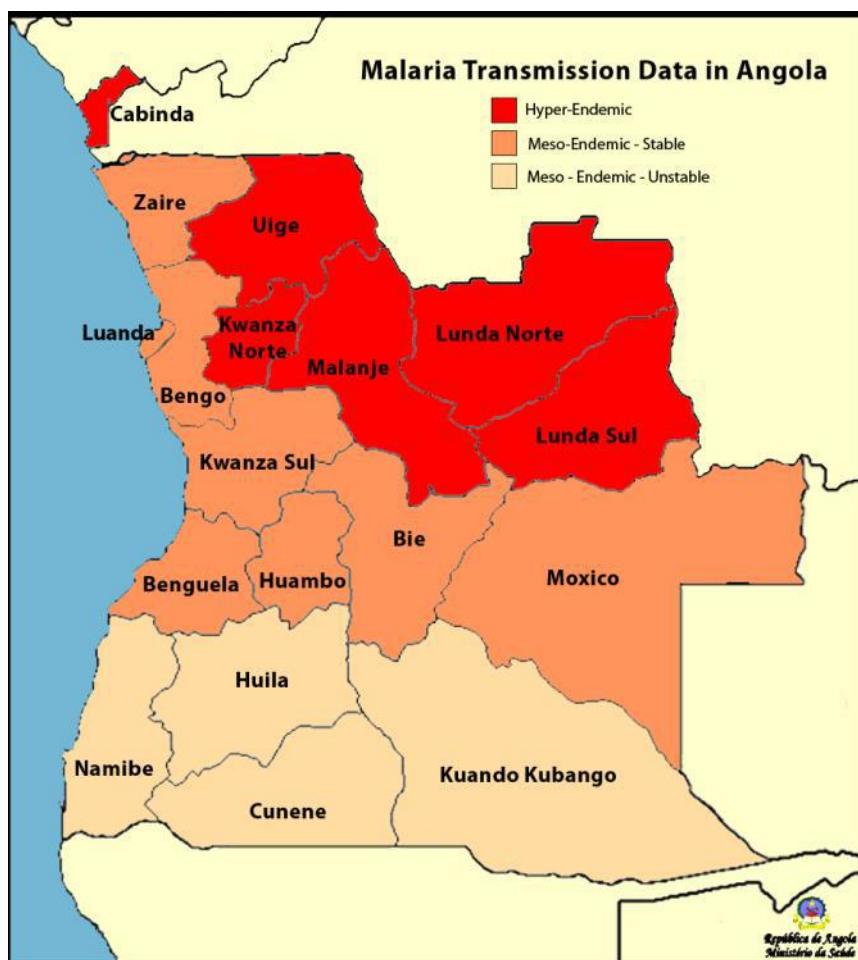 Malaria Transmission Data in Angola
Hyper-Endemic
Meso-Endemic - Stable
Meso - Endemic - Unstable
Cabinda
Zaire
Uige
Luanda
Kwanza
Norte
Lunda Norte
Malanje
Bengo
Lunda Sul
Kwanza Sul
Bie
Benguela
Huambo
Moxico
Huila
Namibe
Kuando Kubango
Cunene
República de Angola
Ministério da Saúde